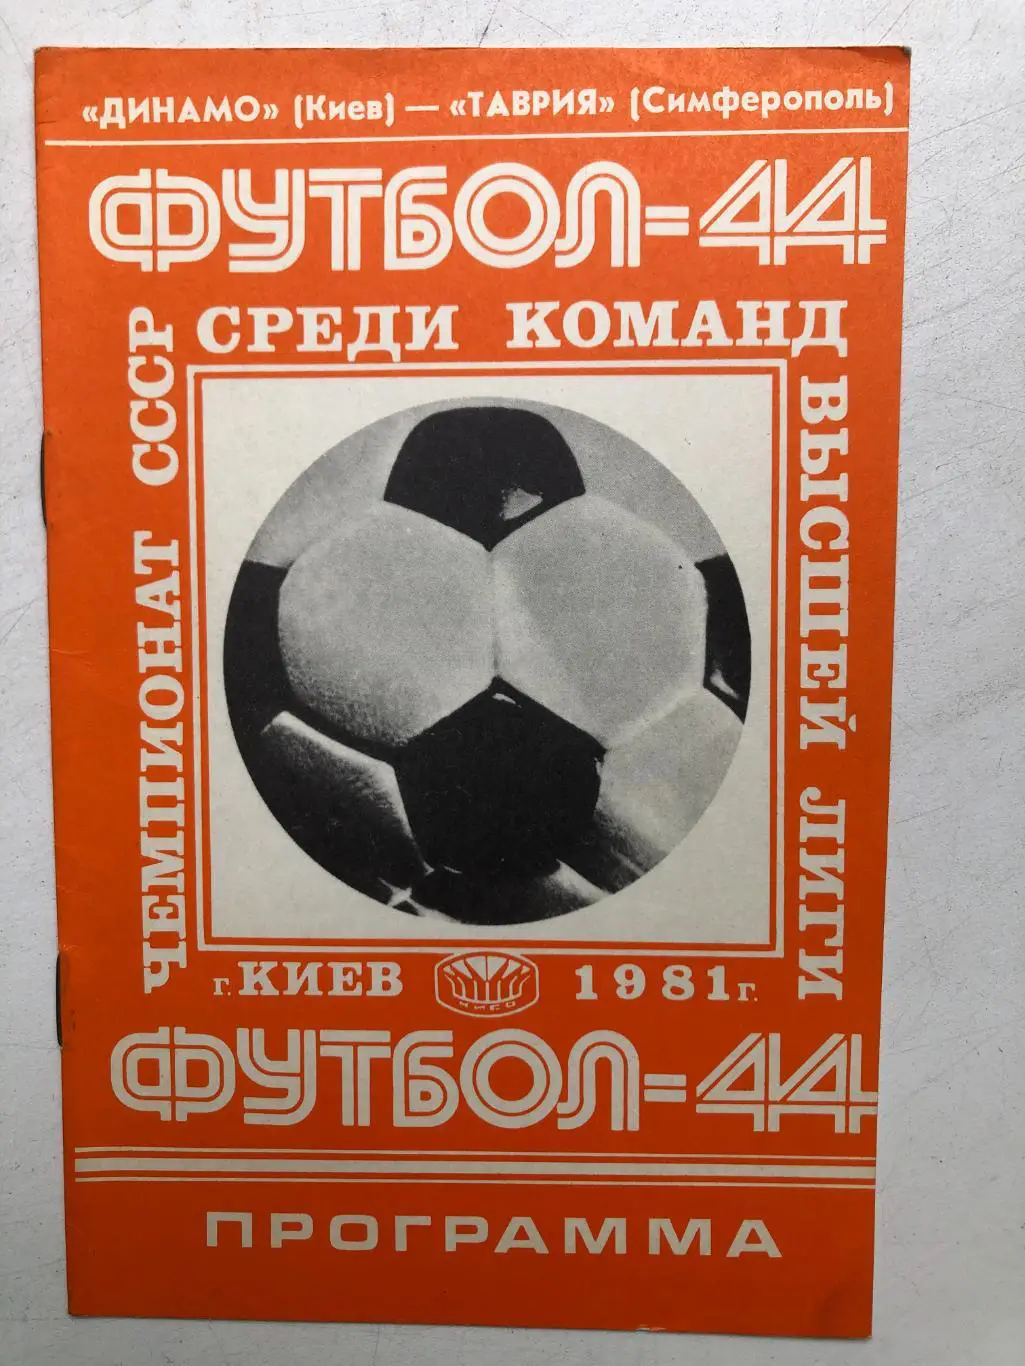 «ДИНАМО» (Киев) — «ТАВРИЯ» (Симферополь)
ФУТБОЛ-44
ЧЕМПИОНАТ СССР
СРЕДИ КОМАНД
ВЫСШЕЙ ЛИГИ
г. КИЕВ 1981 г.
ФУТБОЛ-44
ПРОГРАММА